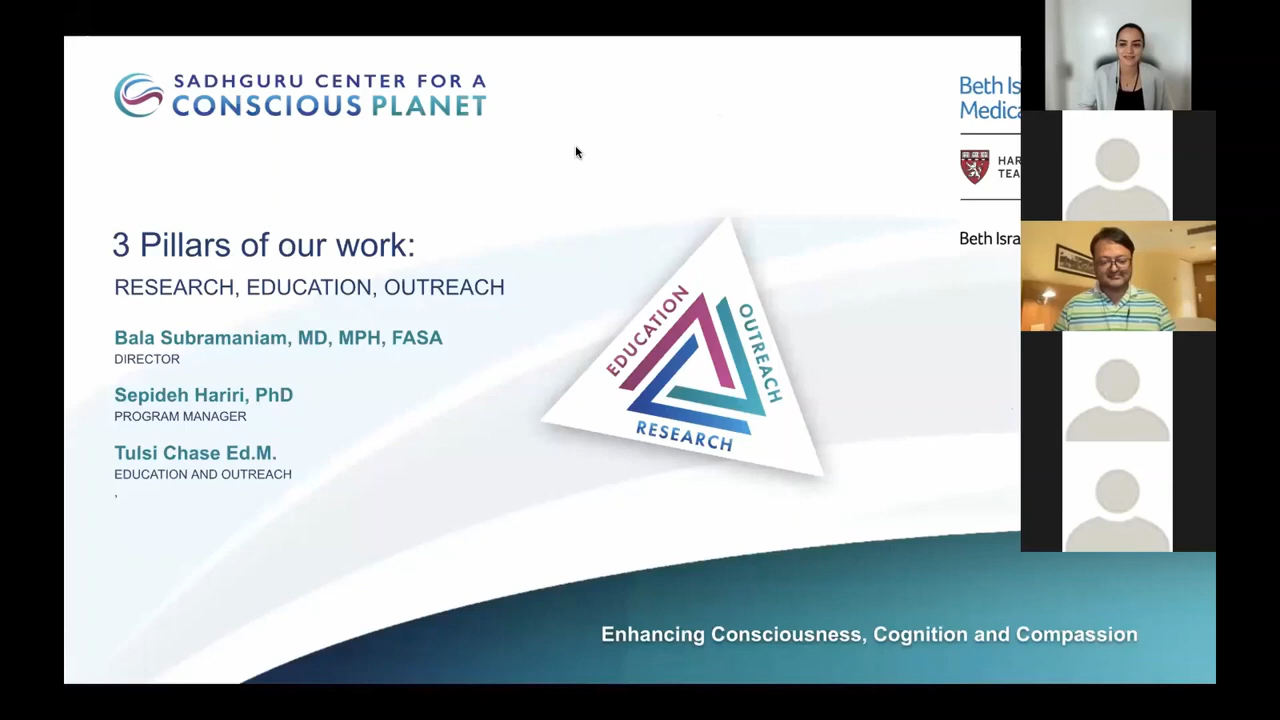 SADHGURU CENTER FOR A
CONSCIOUS PLANET
Beth Is
Medica
HAR
TEA
Beth Isra
3 Pillars of our work:
RESEARCH, EDUCATION, OUTREACH
Bala Subramaniam, MD, MPH, FASA
DIRECTOR
Sepideh Hariri, PhD
PROGRAM MANAGER
Tulsi Chase Ed.M.
EDUCATION AND OUTREACH
,
EDUCATION
OUTREACH
RESEARCH
Enhancing Consciousness, Cognition and Compassion